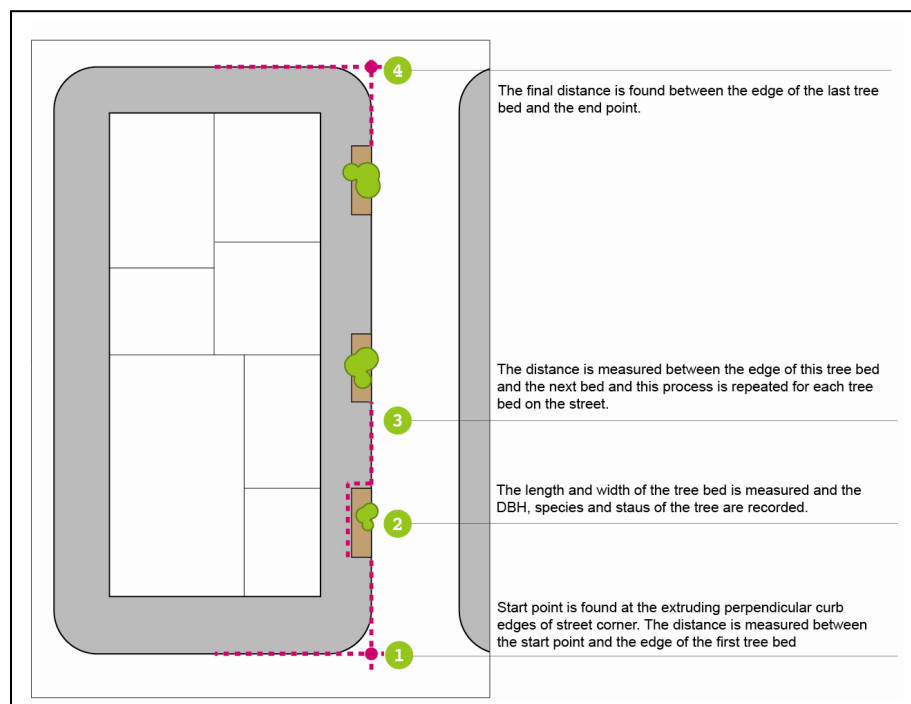 4
The final distance is found between the edge of the last tree
bed and the end point.
The distance is measured between the edge of this tree bed
and the next bed and this process is repeated for each tree
bed on the street.
3
The length and width of the tree bed is measured and the
DBH, species and staus of the tree are recorded.
2
Start point is found at the extruding perpendicular curb
edges of street corner. The distance is measured between
the start point and the edge of the first tree bed
1